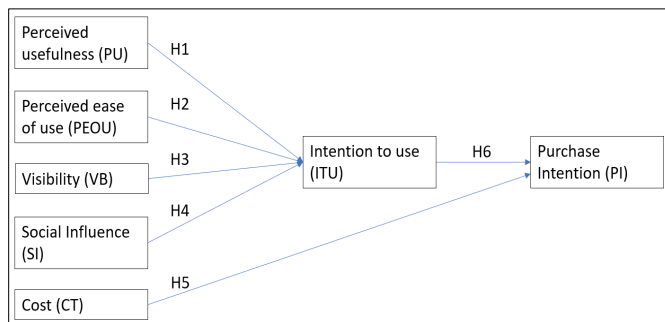 Perceived
usefulness (PU)
H1
Perceived ease
of use (PEOU)
H2
Visibility (VB)
H3
Social Influence
(SI)
H4
Cost (CT)
H5
Intention to use
(ITU)
H6
Purchase
Intention (PI)